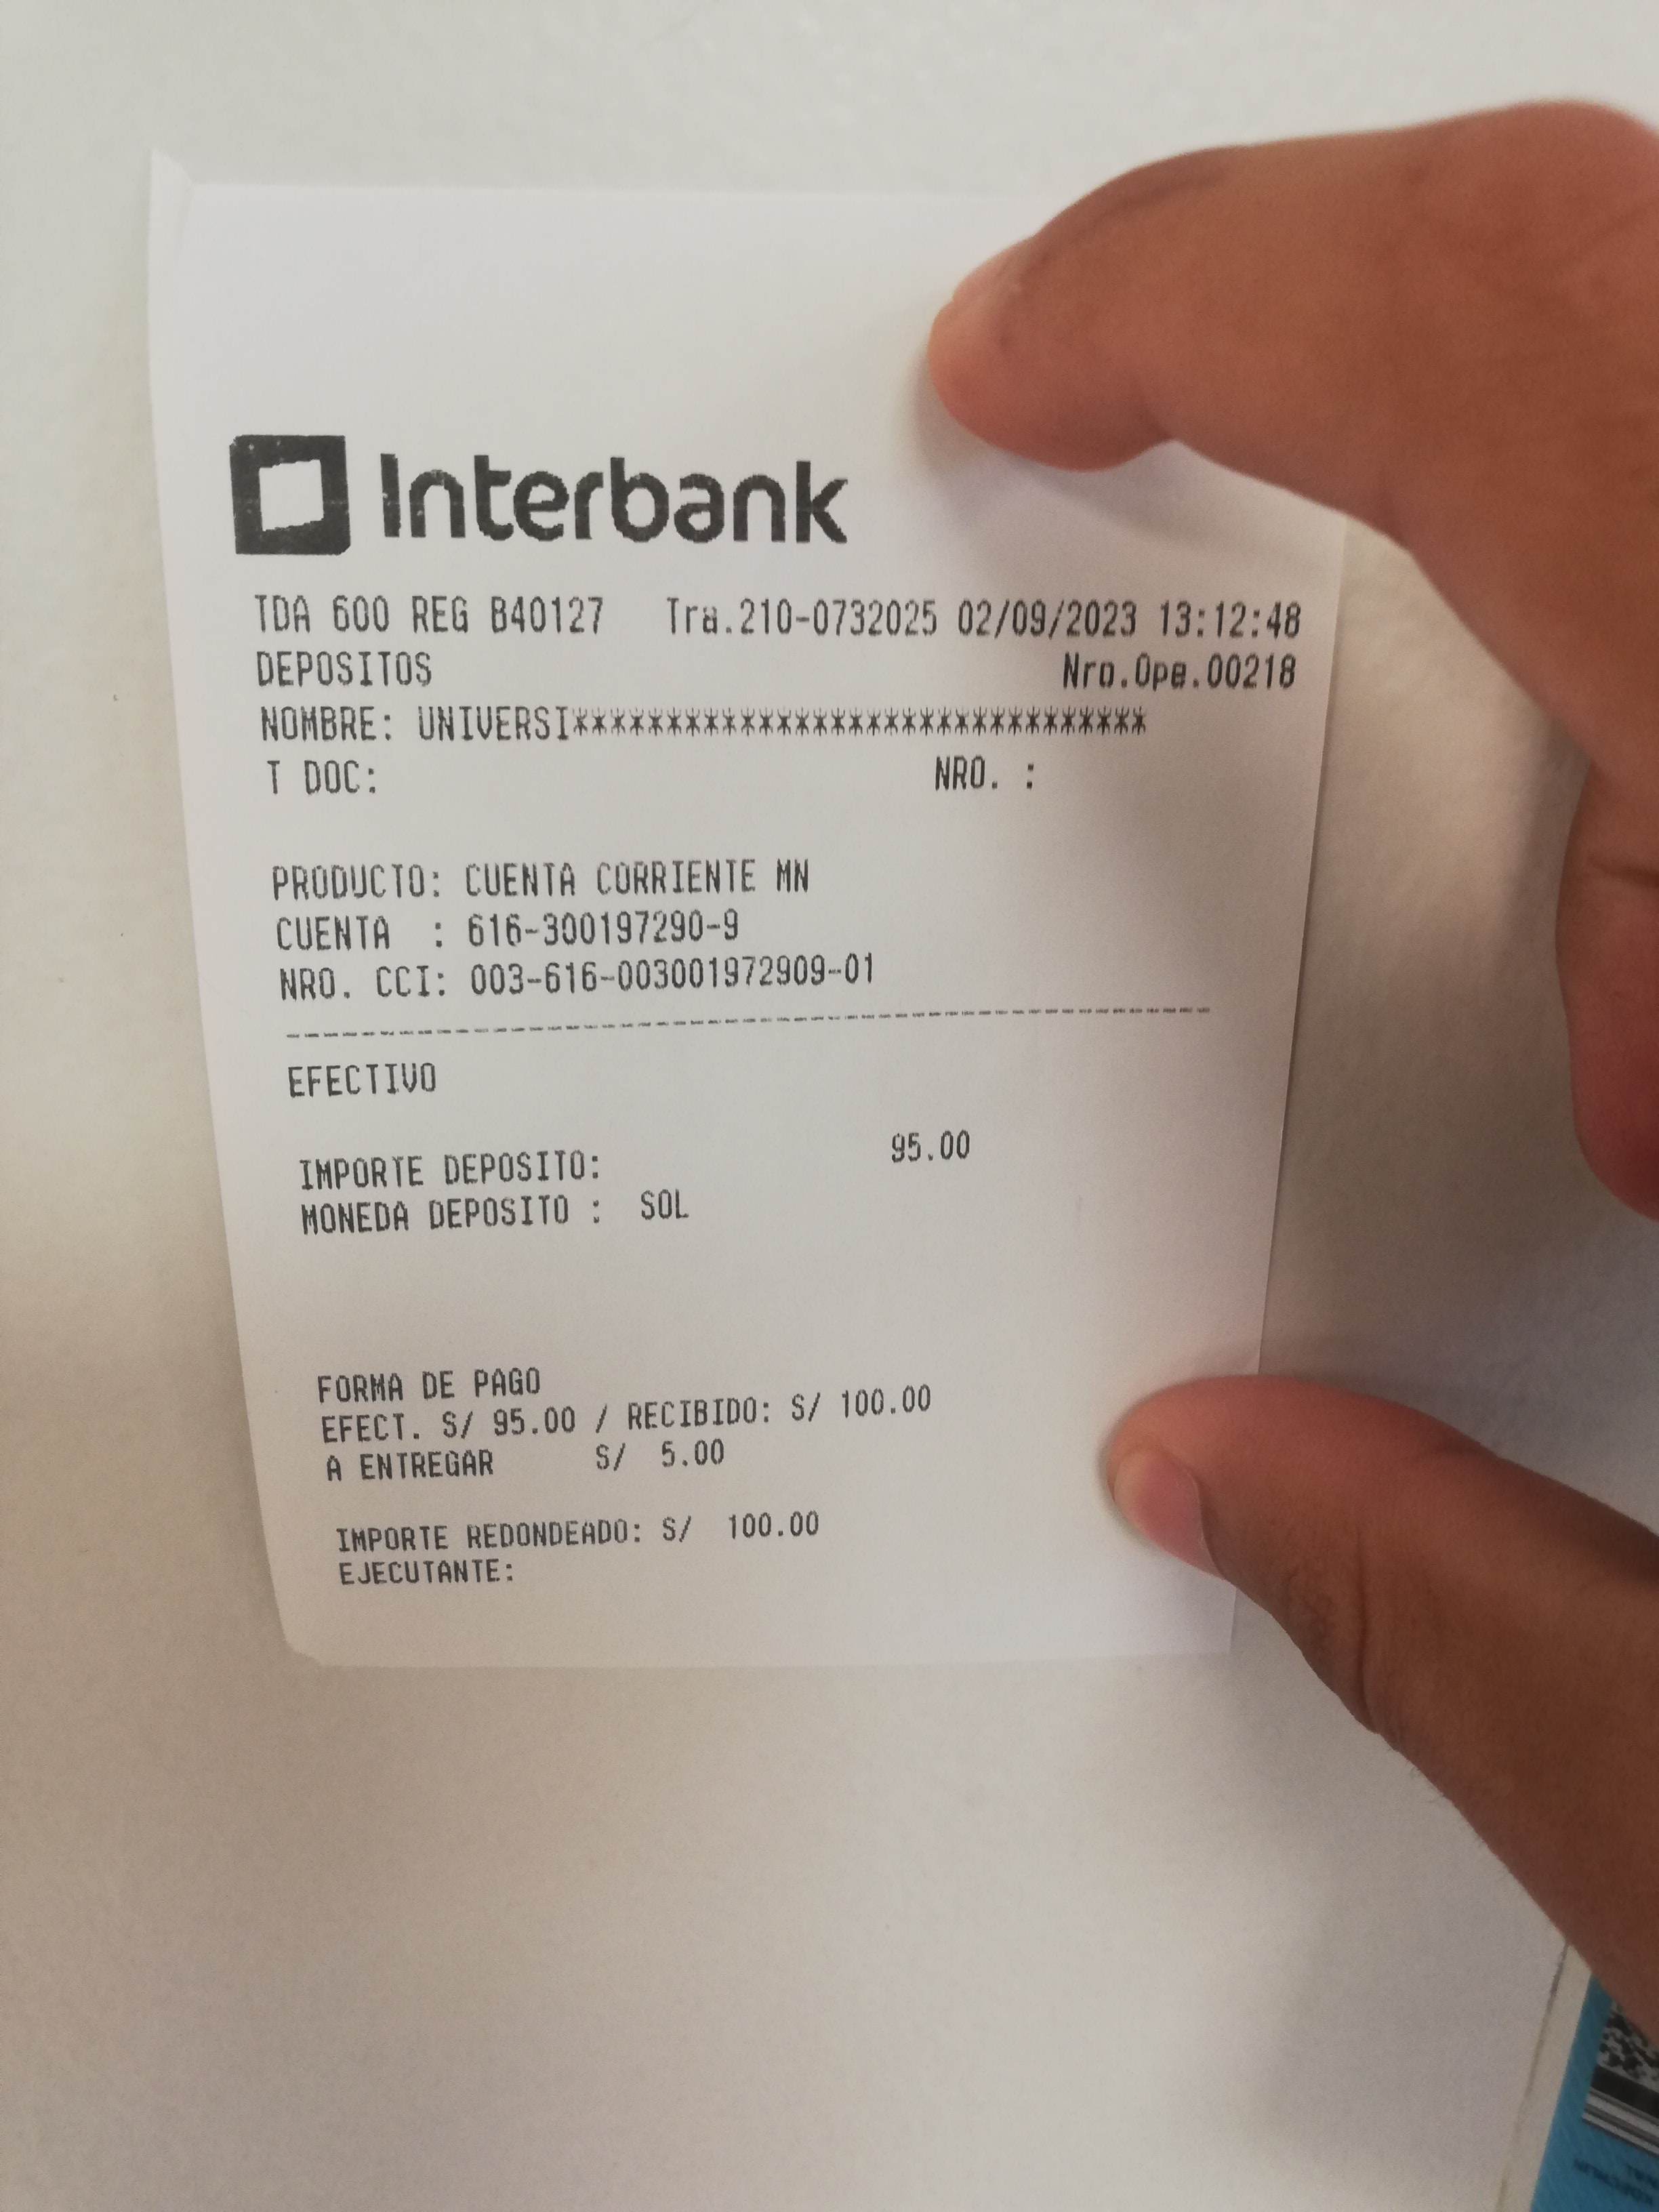 Interbank
TDA 600 REG B40127 Tra.210-0732025 02/09/2023 13:12:48
DEPOSITOS Nro.Ope.00218
NOMBRE: UNIVERSI*******************************
T DOC: NRO. :
PRODUCTO: CUENTA CORRIENTE MN
CUENTA : 616-300197290-9
NRO. CCI: 003-616-003001972909-01
EFECTIVO
IMPORTE DEPOSITO: 95.00
MONEDA DEPOSITO : SOL
FORMA DE PAGO
EFECT. S/ 95.00 / RECIBIDO: S/ 100.00
A ENTREGAR S/ 5.00
IMPORTE REDONDEADO: S/ 100.00
EJECUTANTE: